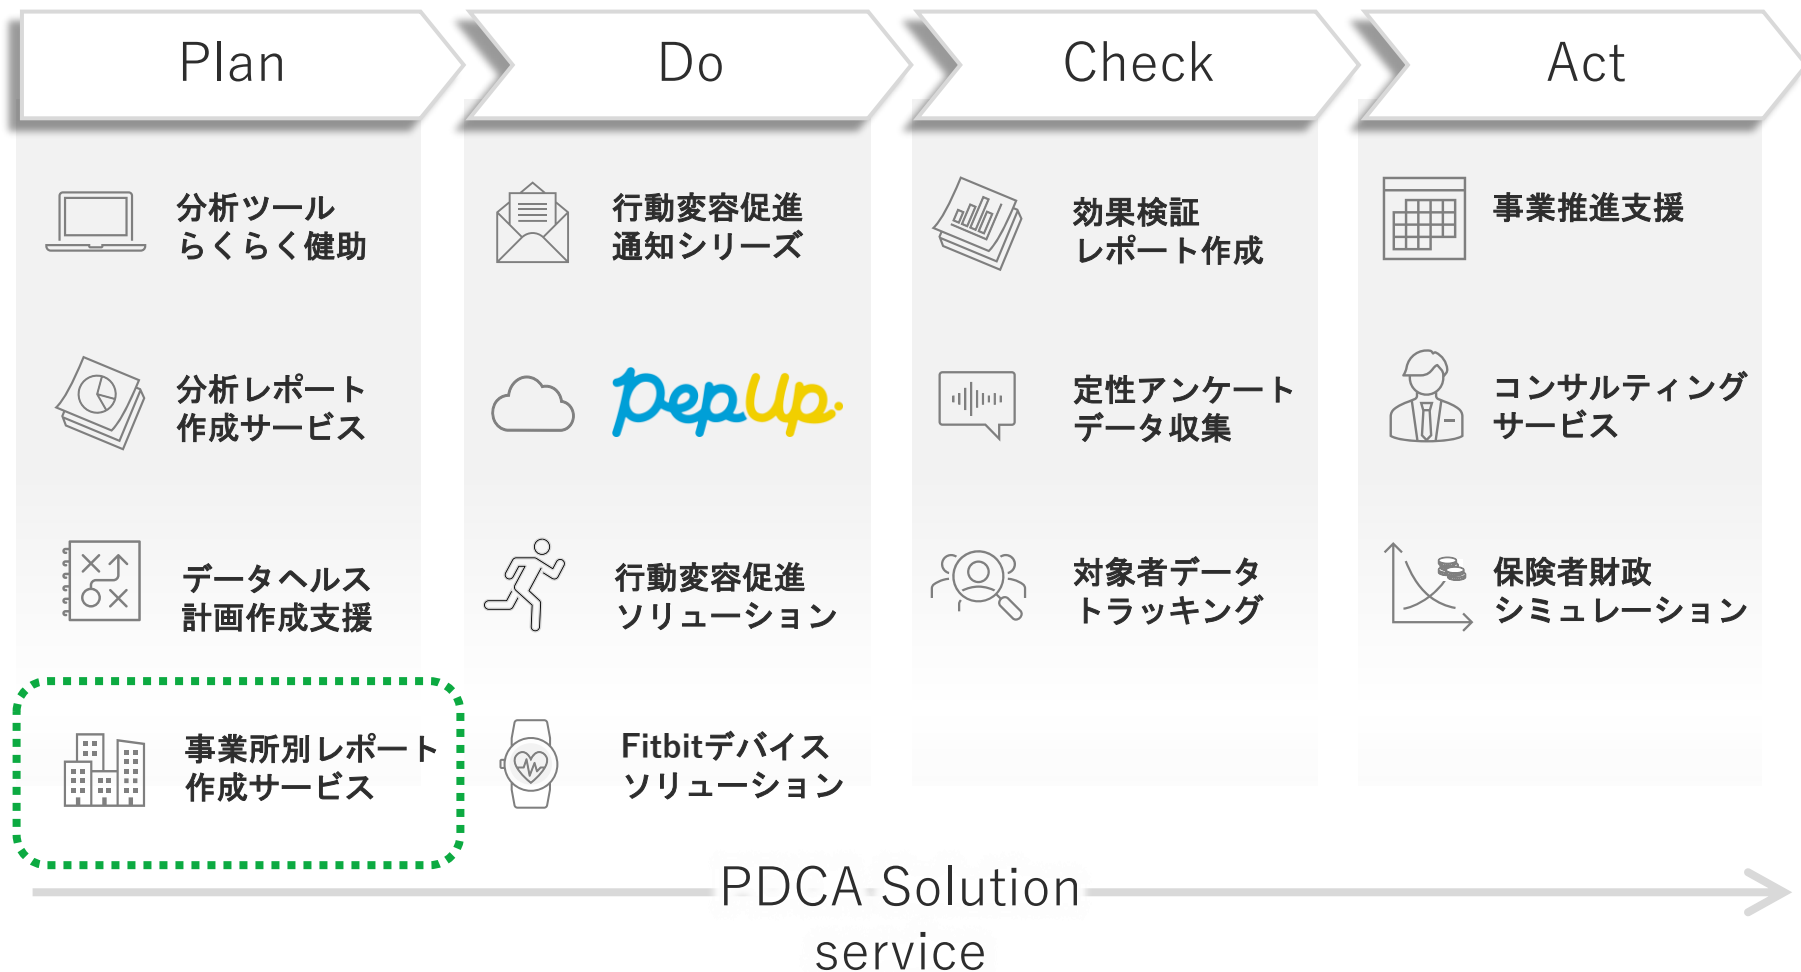 Plan
分析ツール
らくらく健助
分析レポート
作成サービス
データヘルス
計画作成支援
事業所別レポート
作成サービス
Do
行動変容促進
通知シリーズ
PepUp.
行動変容促進
ソリューション
Fitbitデバイス
ソリューション
Check
効果検証
レポート作成
定性アンケート
データ収集
対象者データ
トラッキング
Act
事業推進支援
コンサルティング
サービス
保険者財政
シミュレーション
PDCA Solution
service